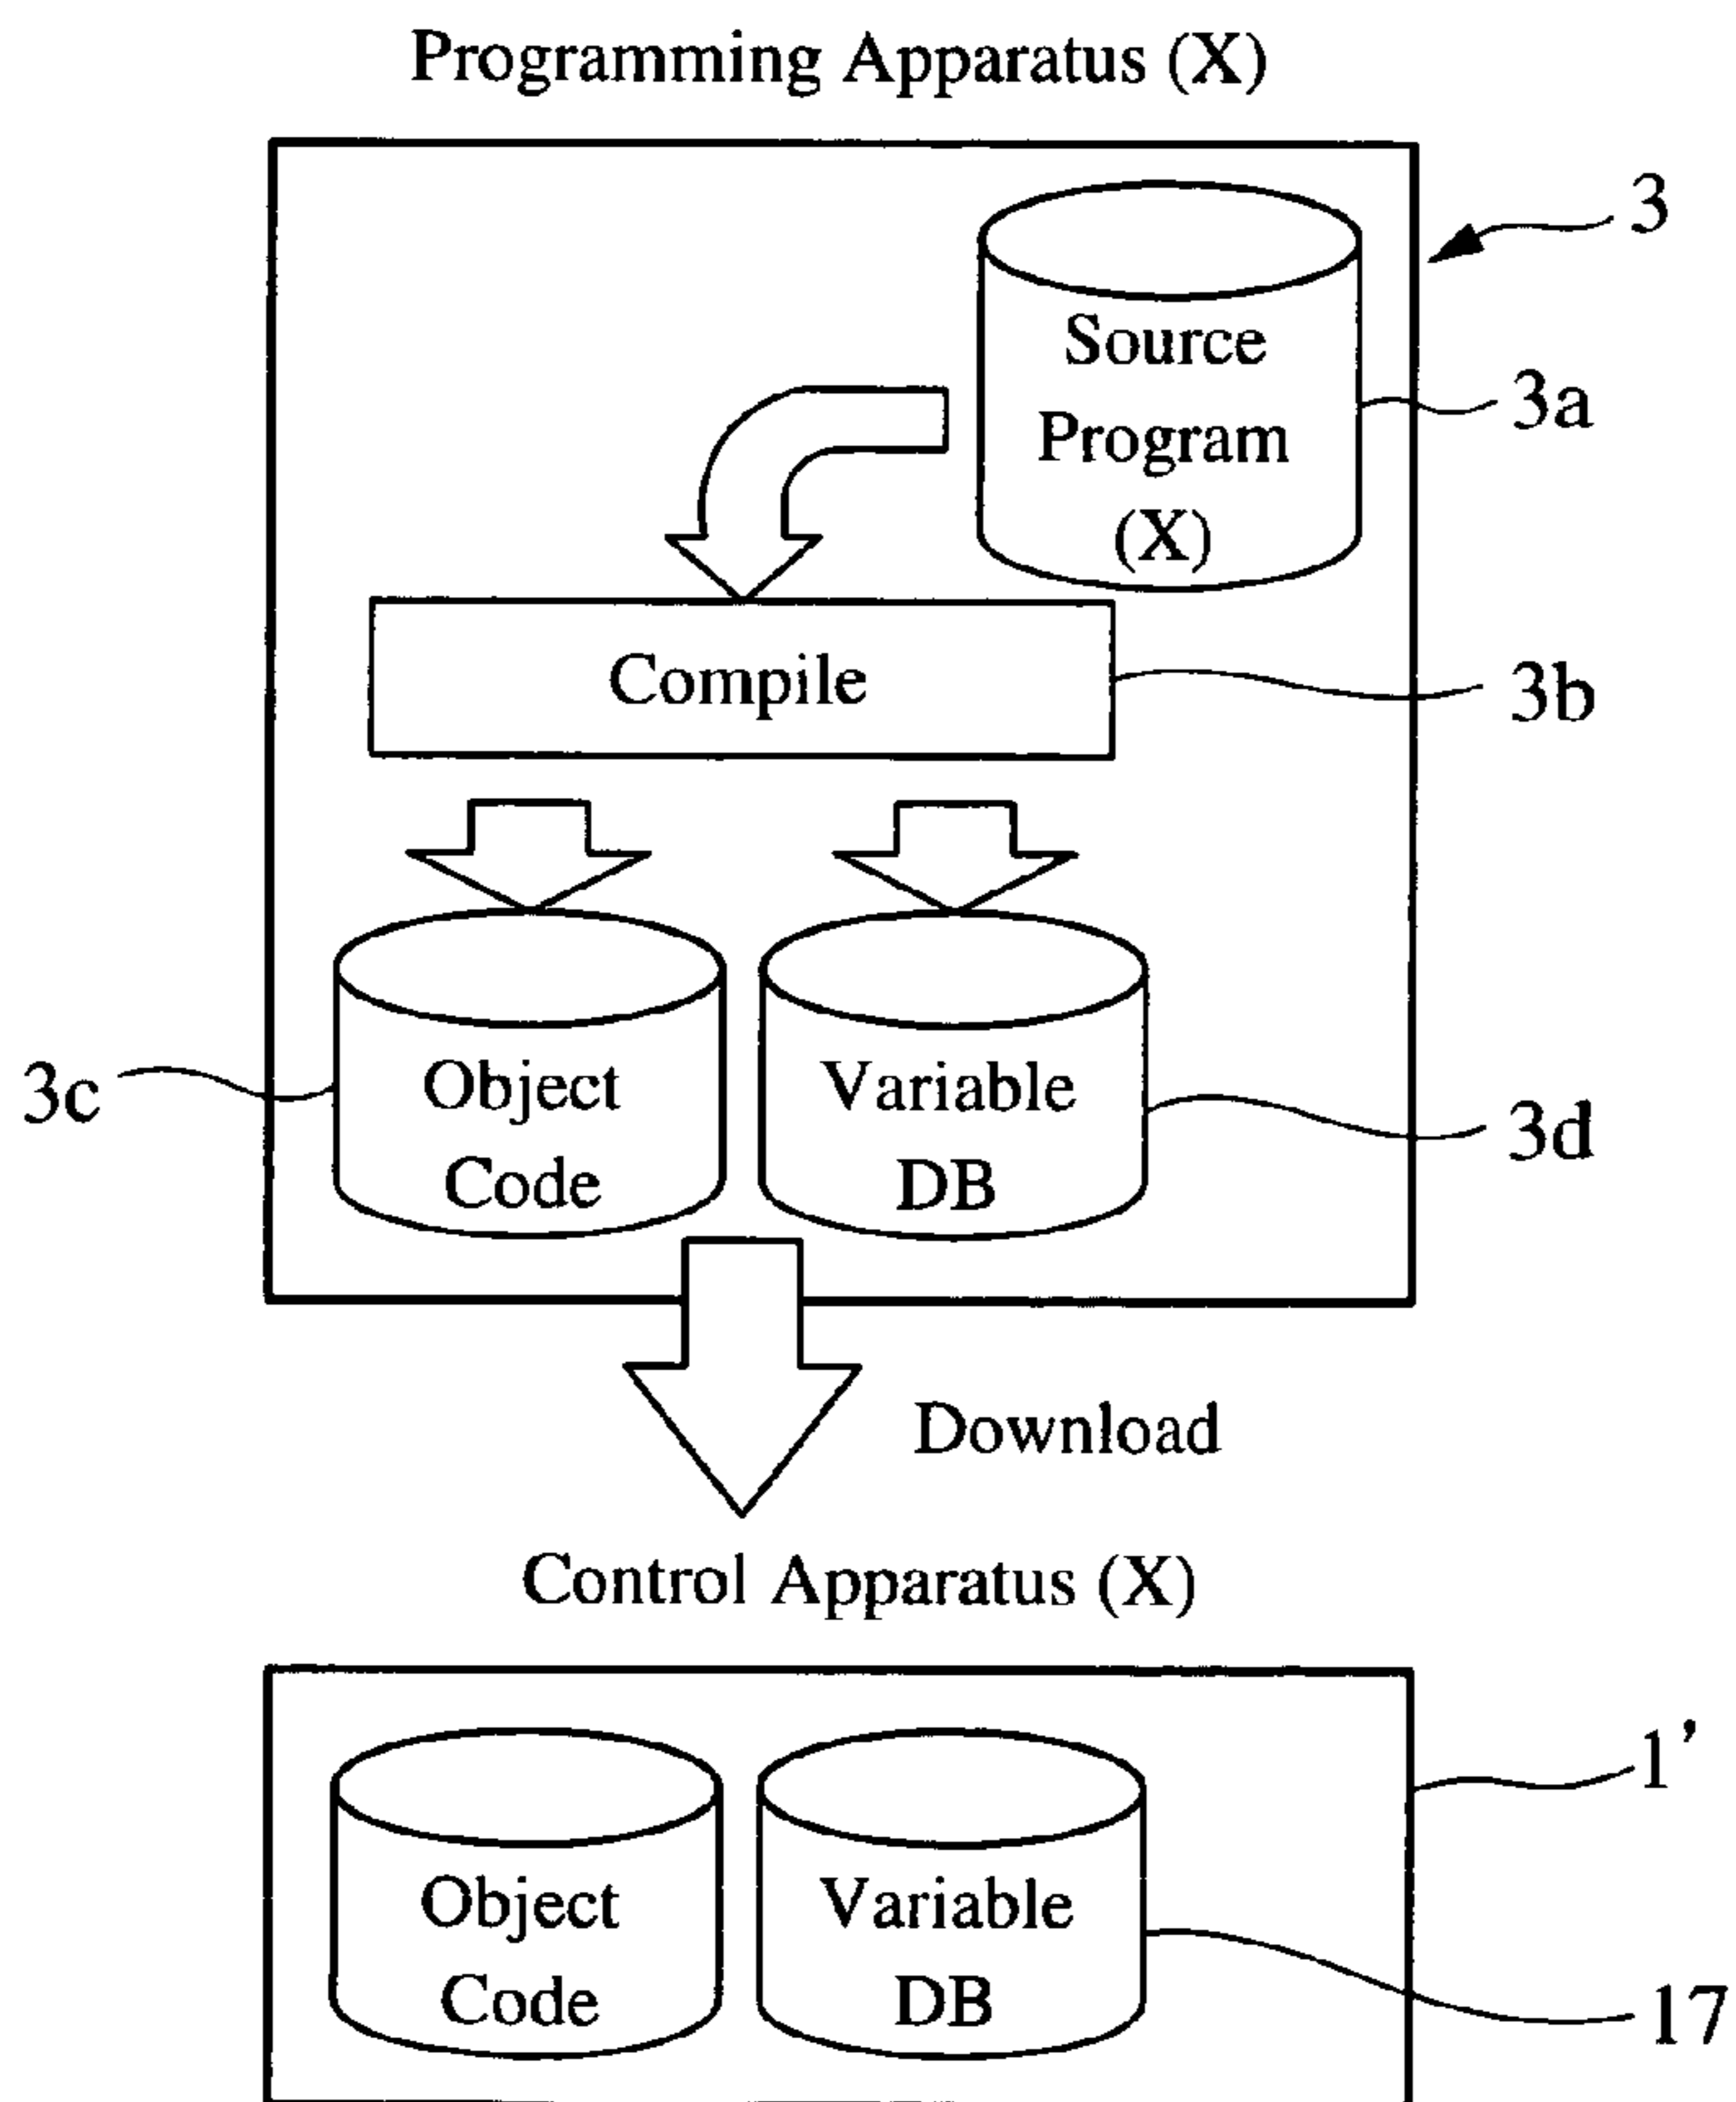 Programming Apparatus (X)
3
Source
Program
(X)
3a
Compile
3b
Object
Code
3c
Variable
DB
3d
Download
Control Apparatus (X)
1’
Object
Code
Variable
DB
17